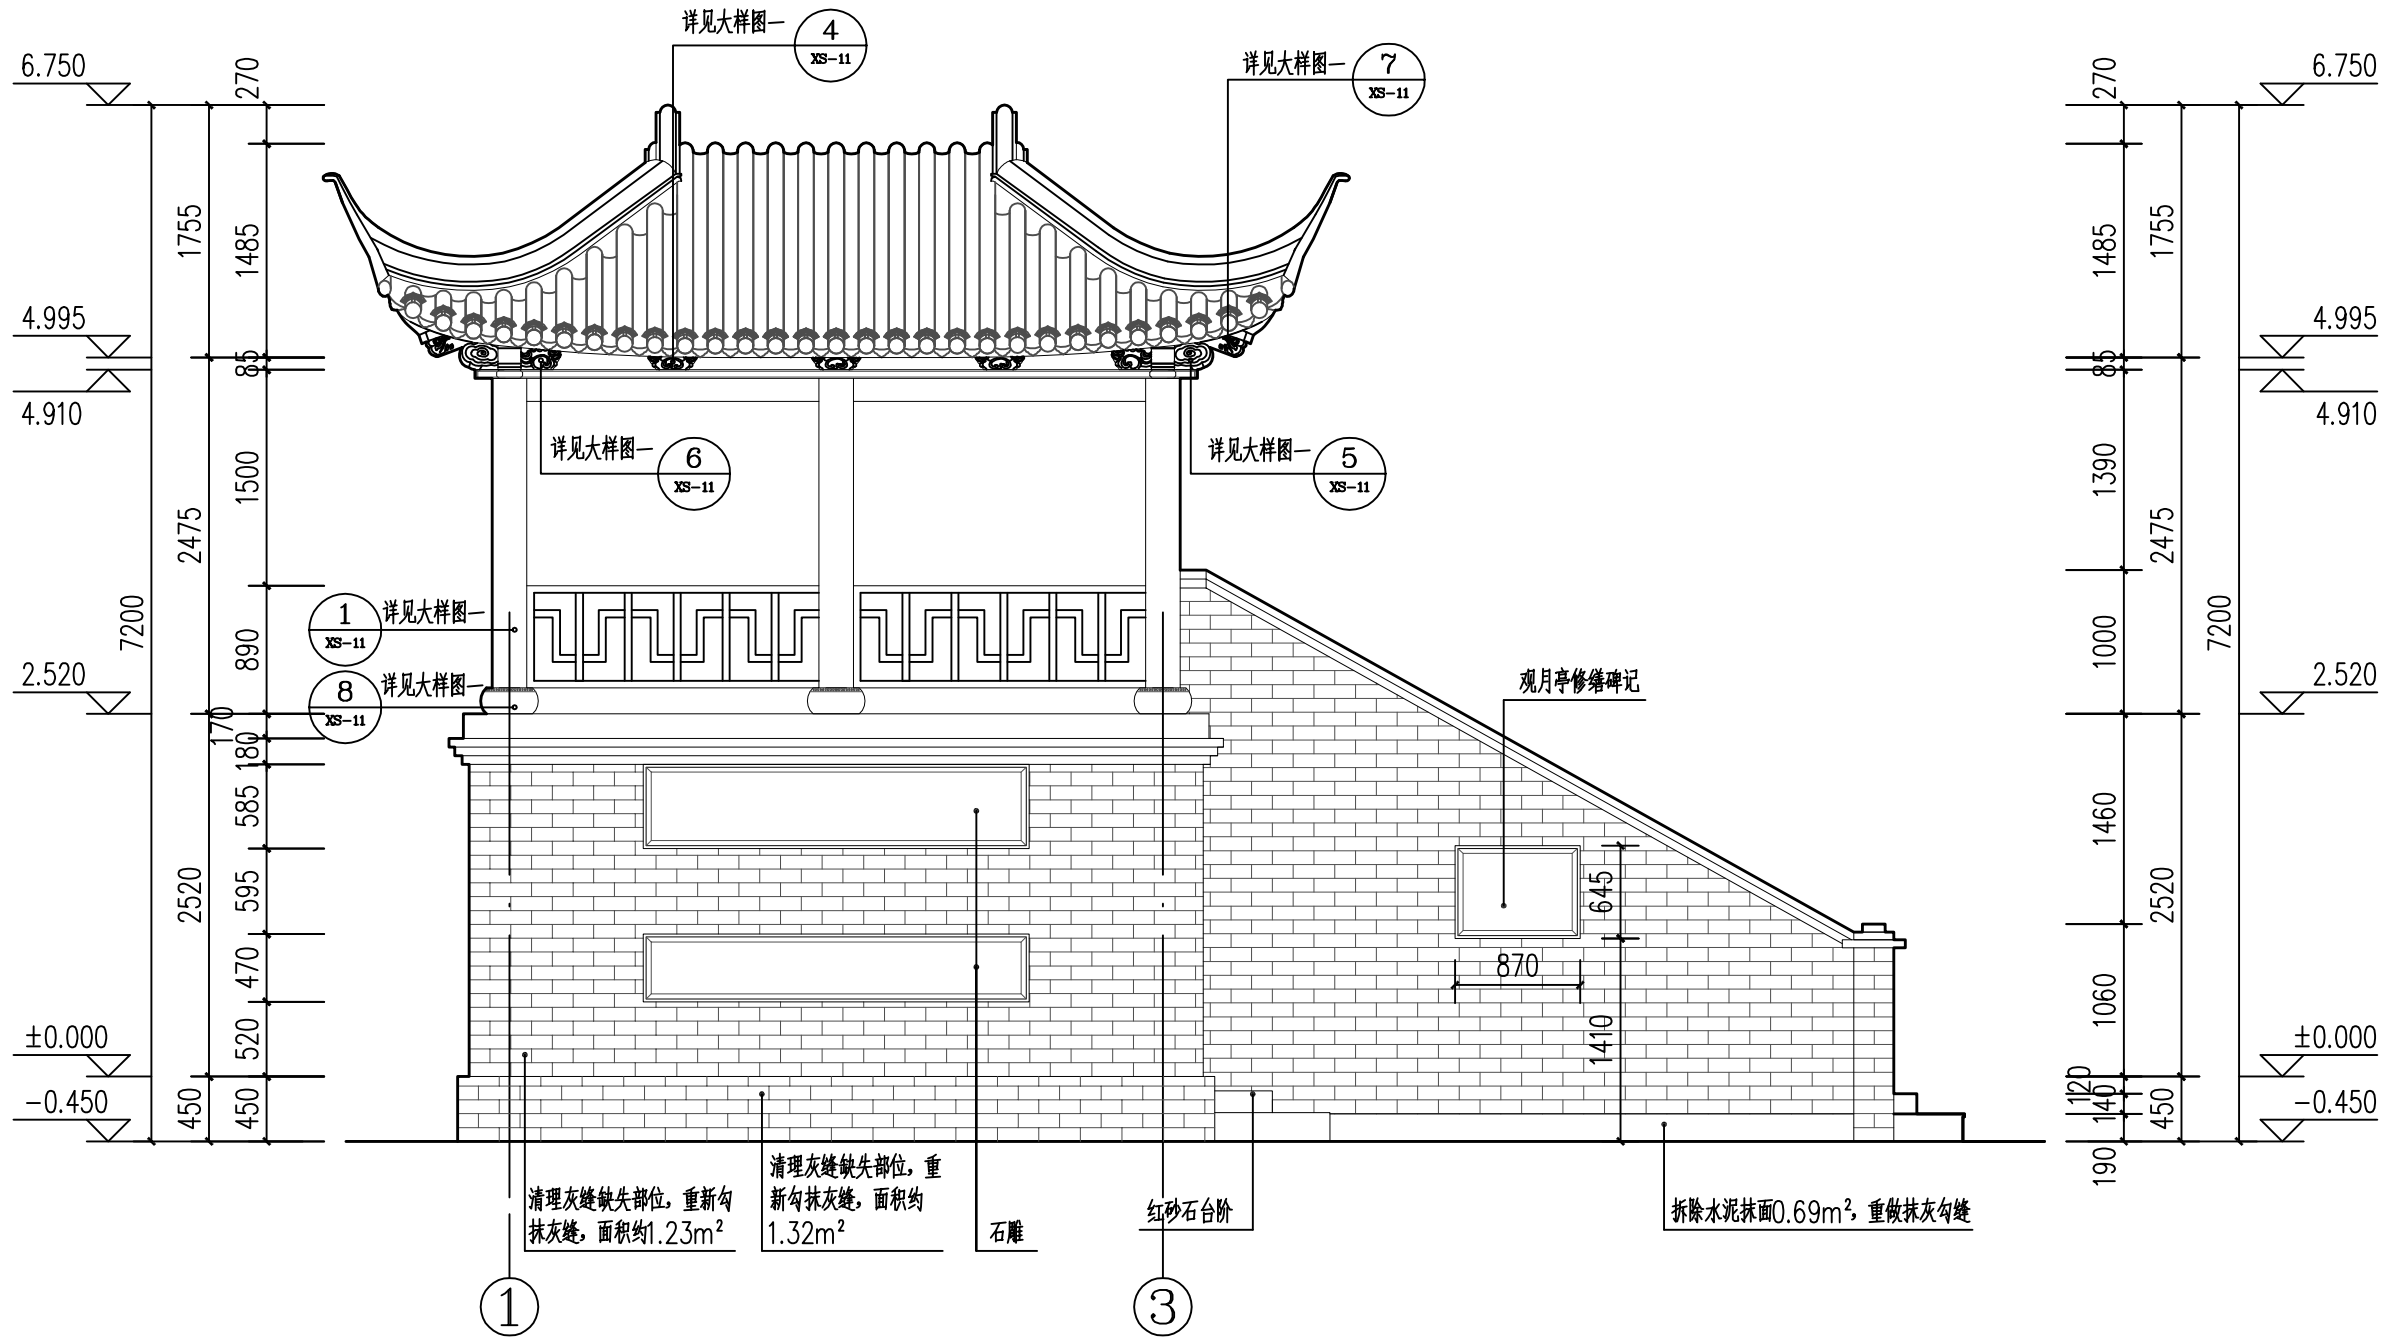 详见大样图一
4
XS-11
详见大样图一
7
XS-11
6.750
4.995
4.910
2.520
±0.000
-0.450
7200
1755
2475
2520
450
270
1485
85
1500
890
170
180
585
595
470
520
450
详见大样图一
6
XS-11
详见大样图一
5
XS-11
1
XS-11
详见大样图一
8
XS-11
详见大样图一
观月亭修缮碑记
645
870
1410
270
1485
85
1390
1000
1460
1060
120
140
190
1755
2475
2520
450
7200
6.750
4.995
4.910
2.520
±0.000
-0.450
清理灰缝缺失部位，重新勾
抹灰缝，面积约1.23m²
清理灰缝缺失部位，重
新勾抹灰缝，面积约
1.32m²
石雕
红砂石台阶
拆除水泥抹面0.69m²，重做抹灰勾缝
1
3